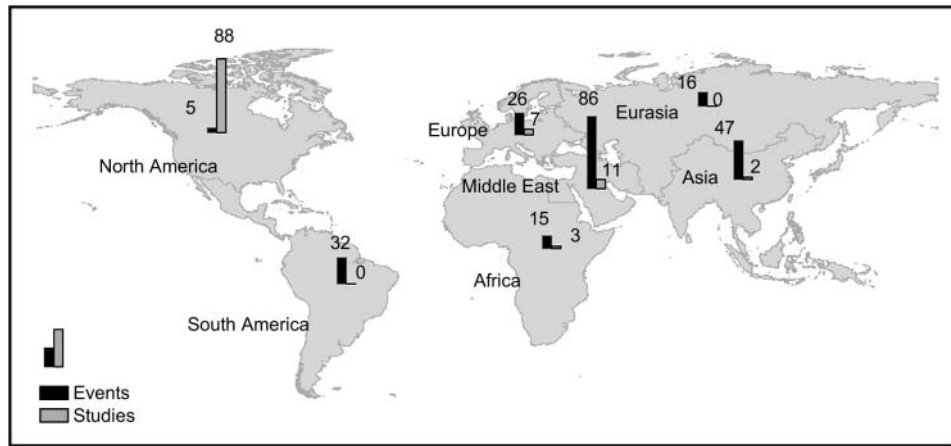 88
5
North America
32
0
South America
26
7
Europe
86
11
Middle East
15
3
Africa
16
0
Eurasia
47
2
Asia
Events
Studies